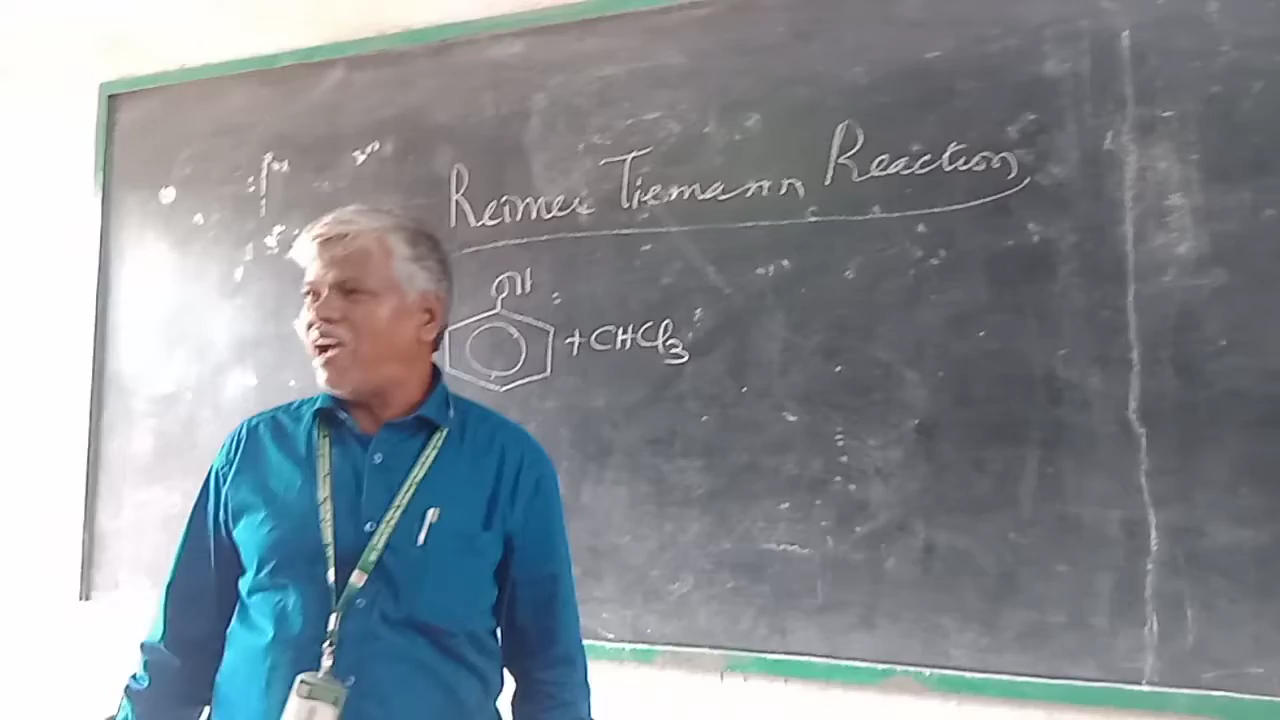 Reimer Tiemann Reaction
OH
+ CHCl3